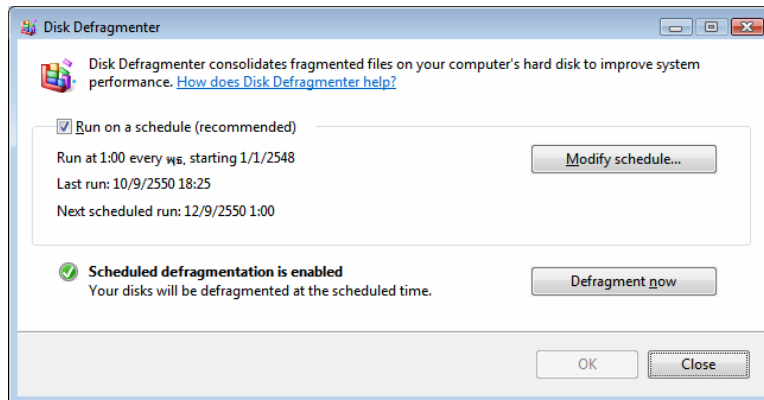 Disk Defragmenter
Disk Defragmenter consolidates fragmented files on your computer's hard disk to improve system
performance. How does Disk Defragmenter help?
Run on a schedule (recommended)
Run at 1:00 every พุธ, starting 1/1/2548
Modify schedule...
Last run: 10/9/2550 18:25
Next scheduled run: 12/9/2550 1:00
Scheduled defragmentation is enabled
Your disks will be defragmented at the scheduled time.
Defragment now
OK
Close